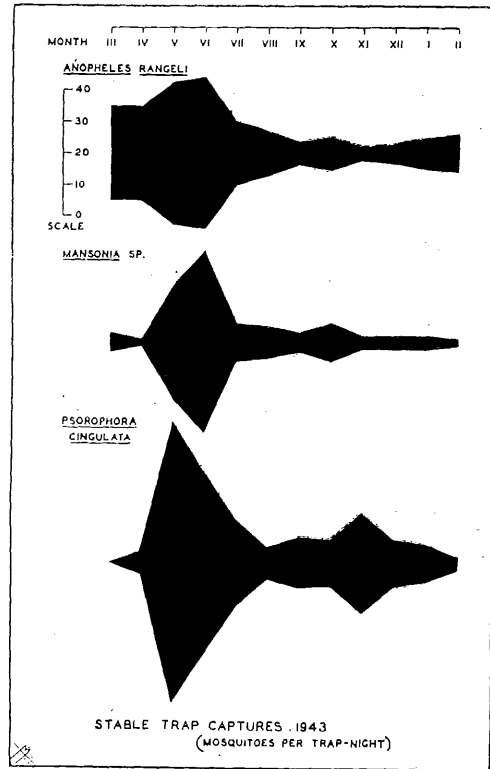 MONTH III IV V VI VII VIII IX X XI XII I II
ANOPHELES RANGELI
40
30
20
10
0
SCALE
MANSONIA SP.
PSOROPHORA
CINGULATA
STABLE TRAP CAPTURES . 1943
(MOSQUITOES PER TRAP-NIGHT)